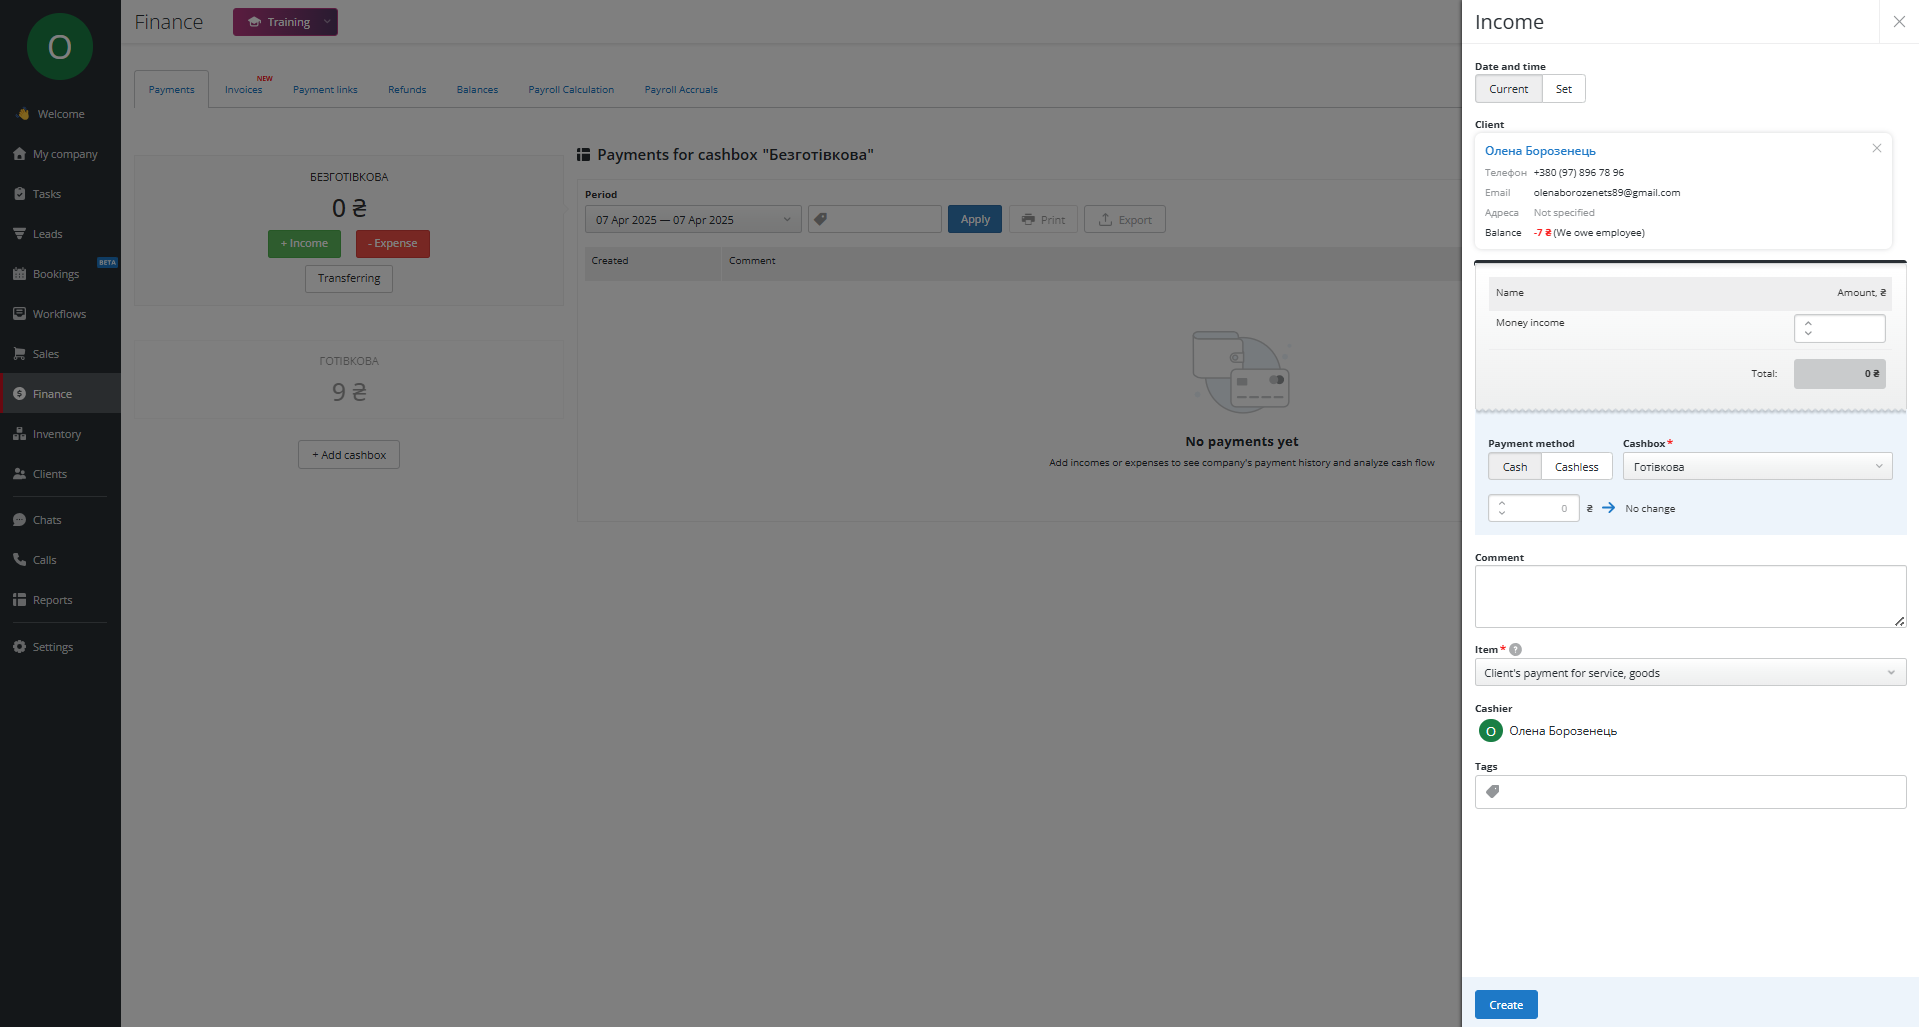 O
Welcome
My company
Tasks
Leads
Bookings
BETA
Workflows
Sales
Finance
Inventory
Clients
Chats
Calls
Reports
Settings
Finance
Training
Payments
Invoices
NEW
Payment links
Refunds
Balances
Payroll Calculation
Payroll Accruals
БЕЗГОТІВКОВА
0 ₴
+ Income
- Expense
Transferring
ГОТІВКОВА
9 ₴
+ Add cashbox
Payments for cashbox "Безготівкова"
Period
07 Apr 2025 — 07 Apr 2025
Apply
Print
Export
Created
Comment
No payments yet
Add incomes or expenses to see company's payment history and analyze cash flow
Income
Date and time
Current
Set
Client
Олена Борозенець
Телефон +380 (97) 896 78 96
Email olenaborozenets89@gmail.com
Адреса Not specified
Balance -7 ₴ (We owe employee)
Name
Amount, ₴
Money income
Total:
0 ₴
Payment method
Cashbox *
Cash
Cashless
Готівкова
0
₴
No change
Comment
Item * ?
Client's payment for service, goods
Cashier
О Олена Борозенець
Tags
Create